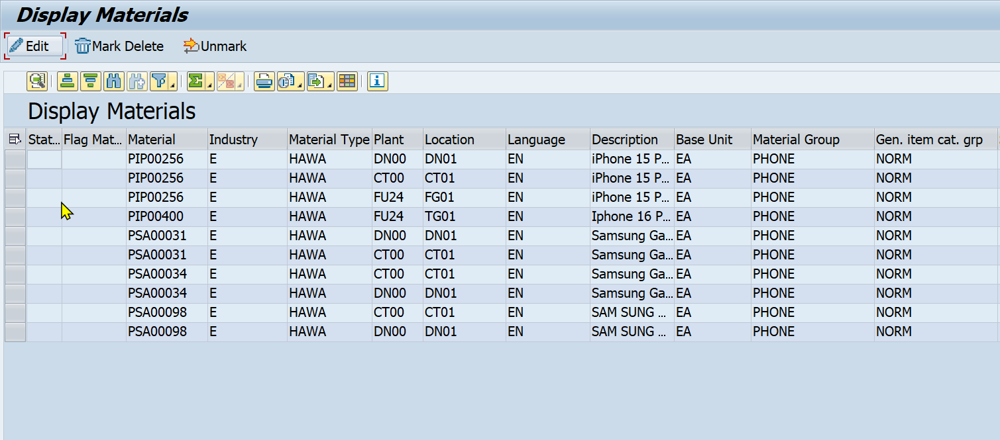 Display Materials
Edit Mark Delete Unmark
Display Materials
Stat... Flag Mat... Material Industry Material Type Plant Location Language Description Base Unit Material Group Gen. item cat. grp
PIP00256 E HAWA DN00 DN01 EN iPhone 15 P... EA PHONE NORM
PIP00256 E HAWA CT00 CT01 EN iPhone 15 P... EA PHONE NORM
PIP00256 E HAWA FU24 FG01 EN iPhone 15 P... EA PHONE NORM
PIP00400 E HAWA FU24 TG01 EN Iphone 16 P... EA PHONE NORM
PSA00031 E HAWA DN00 DN01 EN Samsung Ga... EA PHONE NORM
PSA00031 E HAWA CT00 CT01 EN Samsung Ga... EA PHONE NORM
PSA00034 E HAWA CT00 CT01 EN Samsung Ga... EA PHONE NORM
PSA00034 E HAWA DN00 DN01 EN Samsung Ga... EA PHONE NORM
PSA00098 E HAWA CT00 CT01 EN SAM SUNG ... EA PHONE NORM
PSA00098 E HAWA DN00 DN01 EN SAM SUNG ... EA PHONE NORM